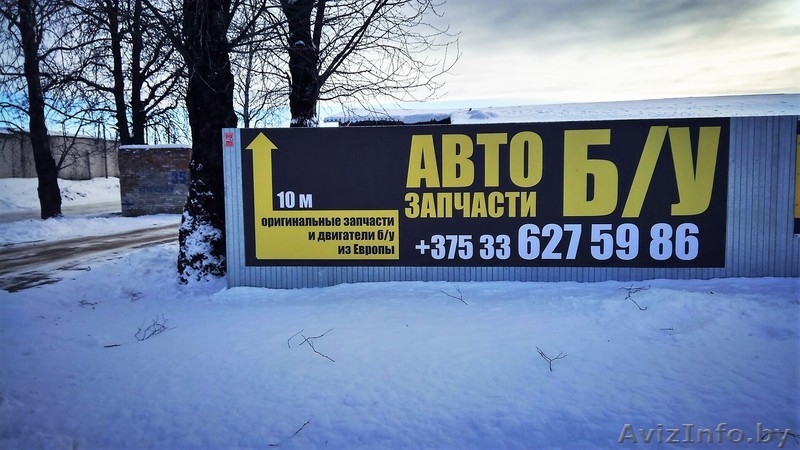 АВТО Б/У
ЗАПЧАСТИ
10 м
оригинальные запчасти
и двигатели б/у
из Европы
+375 33 627 59 86
AvizInfo.by